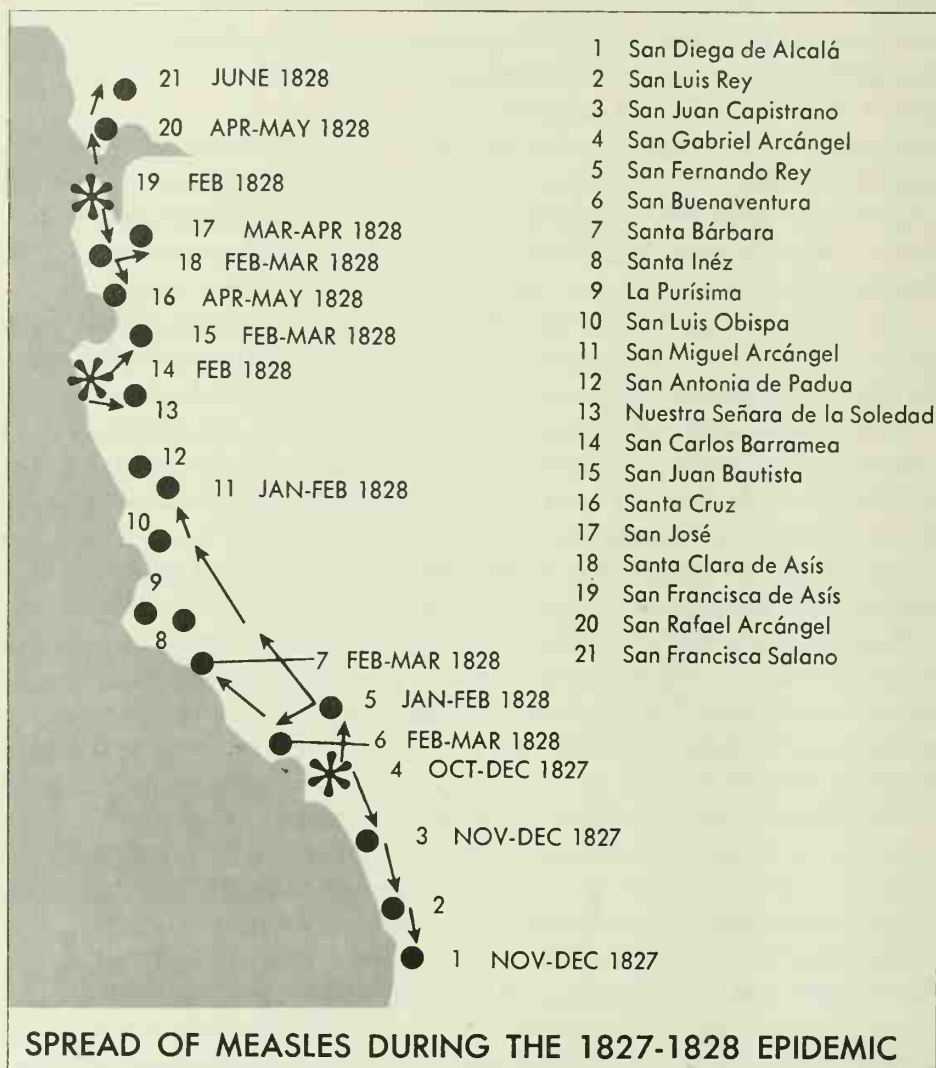 21 JUNE 1828
20 APR-MAY 1828
19 FEB 1828
17 MAR-APR 1828
18 FEB-MAR 1828
16 APR-MAY 1828
15 FEB-MAR 1828
14 FEB 1828
13
12
11 JAN-FEB 1828
10
9
8
7 FEB-MAR 1828
5 JAN-FEB 1828
6 FEB-MAR 1828
4 OCT-DEC 1827
3 NOV-DEC 1827
2
1 NOV-DEC 1827
1 San Diega de Alcalá
2 San Luis Rey
3 San Juan Capistrano
4 San Gabriel Arcángel
5 San Fernando Rey
6 San Buenaventura
7 Santa Bárbara
8 Santa Inéz
9 La Purísima
10 San Luis Obispa
11 San Miguel Arcángel
12 San Antonia de Padua
13 Nuestra Señara de la Soledad
14 San Carlos Barramea
15 San Juan Bautista
16 Santa Cruz
17 San José
18 Santa Clara de Asís
19 San Francisca de Asís
20 San Rafael Arcángel
21 San Francisca Salano
SPREAD OF MEASLES DURING THE 1827-1828 EPIDEMIC